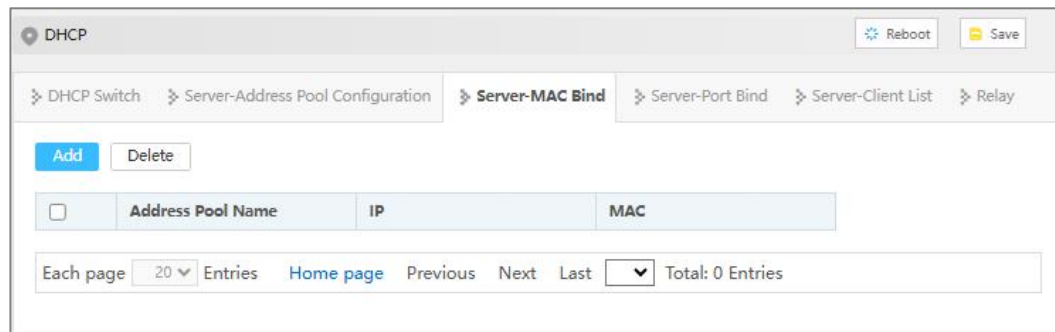 DHCP Reboot Save
DHCP Switch Server-Address Pool Configuration Server-MAC Bind Server-Port Bind Server-Client List Relay
Add Delete
Address Pool Name IP MAC
Each page 20 Entries Home page Previous Next Last Total: 0 Entries